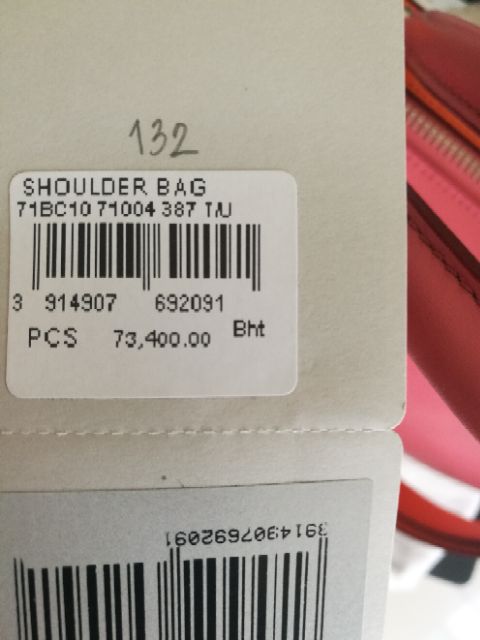 132
SHOULDER BAG
71BC10 71004 387 T/U
3 914907 692091
PCS 73,400.00 Bht
3914907692091